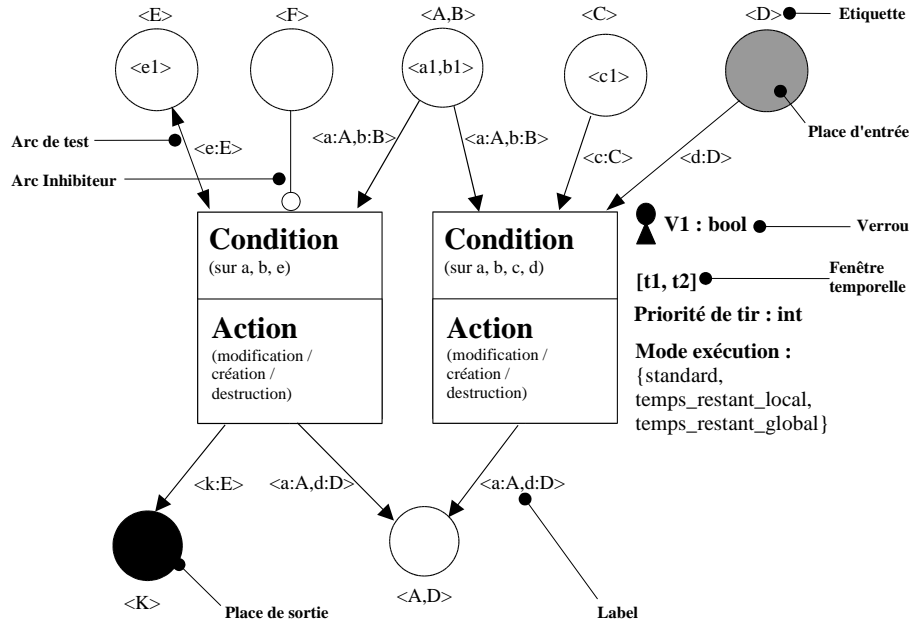 <E>
<F>
<A,B>
<C>
<D>
Etiquette
<e1>
<a1,b1>
<c1>
Place d'entrée
Arc de test
<e:E>
<a:A,b:B>
<a:A,b:B>
<c:C>
<d:D>
Arc Inhibiteur
Condition
(sur a, b, e)
Condition
(sur a, b, c, d)
V1 : bool
Verrou
[t1, t2]
Fenêtre
temporelle
Priorité de tir : int
Action
(modification /
création /
destruction)
Action
(modification /
création /
destruction)
Mode exécution :
{standard,
temps_restant_local,
temps_restant_global}
<k:E>
<a:A,d:D>
<a:A,d:D>
<K>
Place de sortie
<A,D>
Label